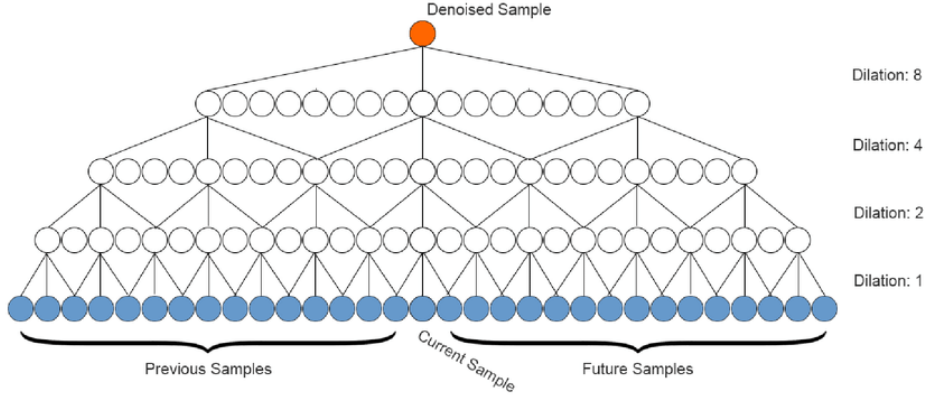 Denoised Sample
Dilation: 8
Dilation: 4
Dilation: 2
Dilation: 1
Previous Samples
Current Sample
Future Samples